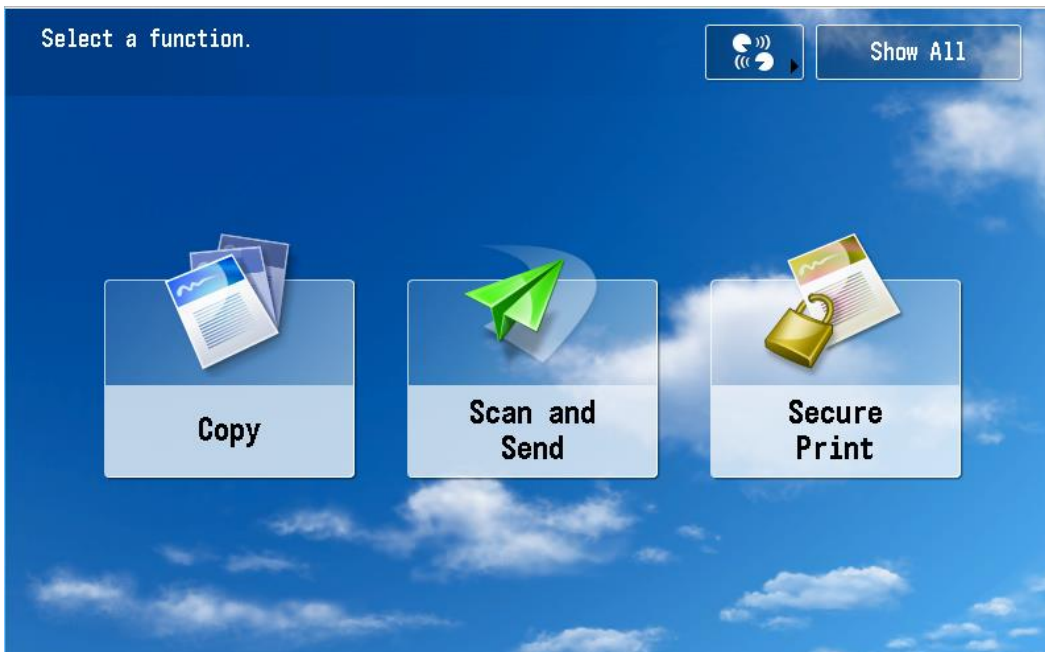 Select a function.
Show All
Copy
Scan and
Send
Secure
Print